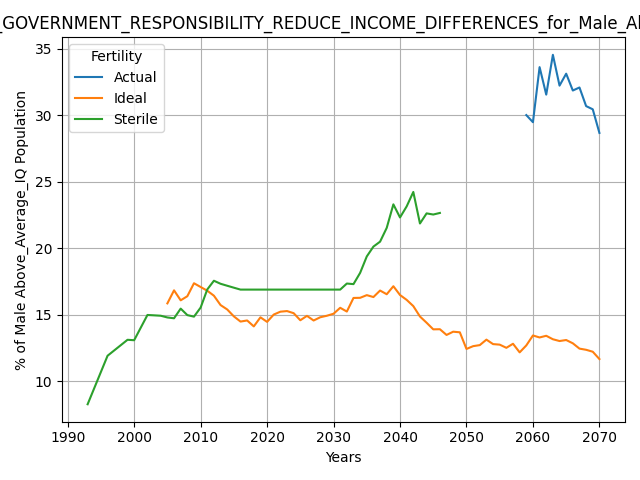 _GOVERNMENT_RESPONSIBILITY_REDUCE_INCOME_DIFFERENCES_for_Male_A
Fertility
Actual
Ideal
Sterile
35
30
25
20
15
10
% of Male Above_Average_IQ Population
1990 2000 2010 2020 2030 2040 2050 2060 2070
Years